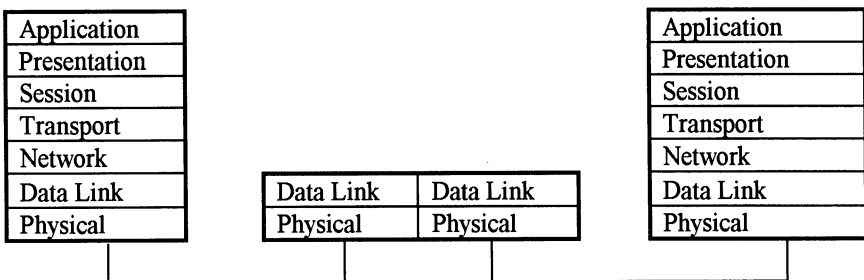 Application
Presentation
Session
Transport
Network
Data Link
Physical
Data Link Data Link
Physical Physical
Application
Presentation
Session
Transport
Network
Data Link
Physical